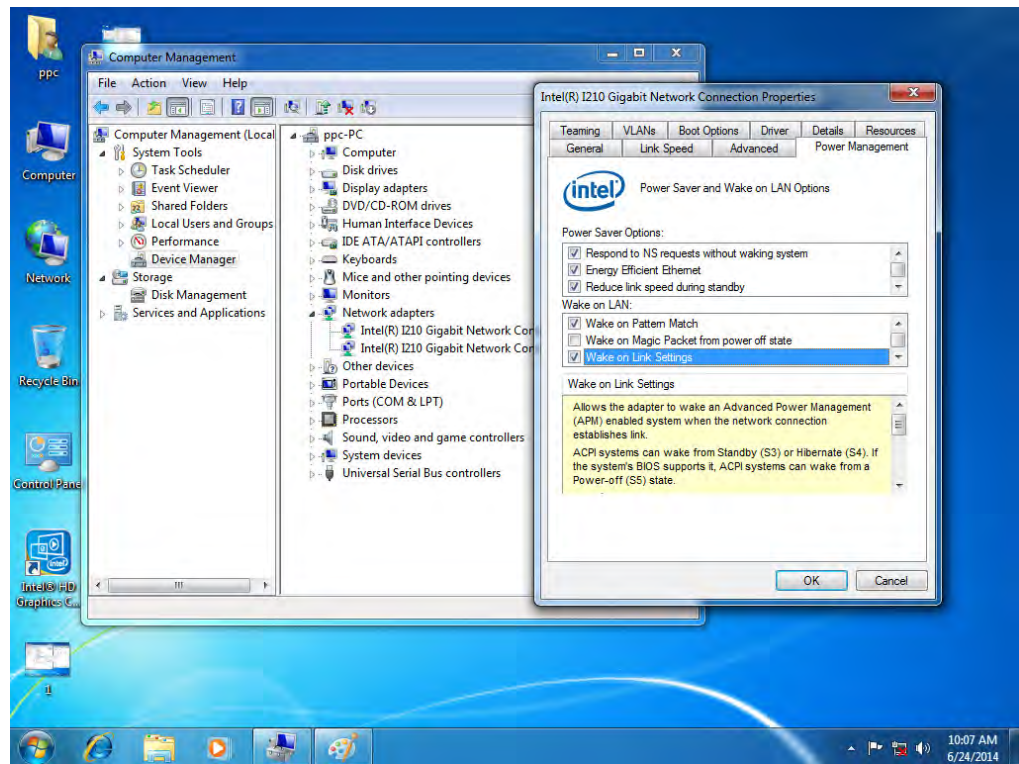 ppc
Computer
Network
Recycle Bin
Control Pane
Intel® HD
Graphics C...
1
Computer Management
File Action View Help
Computer Management (Local
System Tools
Task Scheduler
Event Viewer
Shared Folders
Local Users and Groups
Performance
Device Manager
Storage
Disk Management
Services and Applications
ppc-PC
Computer
Disk drives
Display adapters
DVD/CD-ROM drives
Human Interface Devices
IDE ATA/ATAPI controllers
Keyboards
Mice and other pointing devices
Monitors
Network adapters
Intel(R) I210 Gigabit Network Cor
Intel(R) I210 Gigabit Network Cor
Other devices
Portable Devices
Ports (COM & LPT)
Processors
Sound, video and game controllers
System devices
Universal Serial Bus controllers
Intel(R) I210 Gigabit Network Connection Properties
Teaming VLANs Boot Options Driver Details Resources
General Link Speed Advanced Power Management
intel Power Saver and Wake on LAN Options
Power Saver Options:
Respond to NS requests without waking system
Energy Efficient Ethernet
Reduce link speed during standby
Wake on LAN:
Wake on Pattern Match
Wake on Magic Packet from power off state
Wake on Link Settings
Wake on Link Settings
Allows the adapter to wake an Advanced Power Management
(APM) enabled system when the network connection
establishes link.
ACPI systems can wake from Standby (S3) or Hibernate (S4). If
the system's BIOS supports it, ACPI systems can wake from a
Power-off (S5) state.
OK Cancel
10:07 AM
6/24/2014